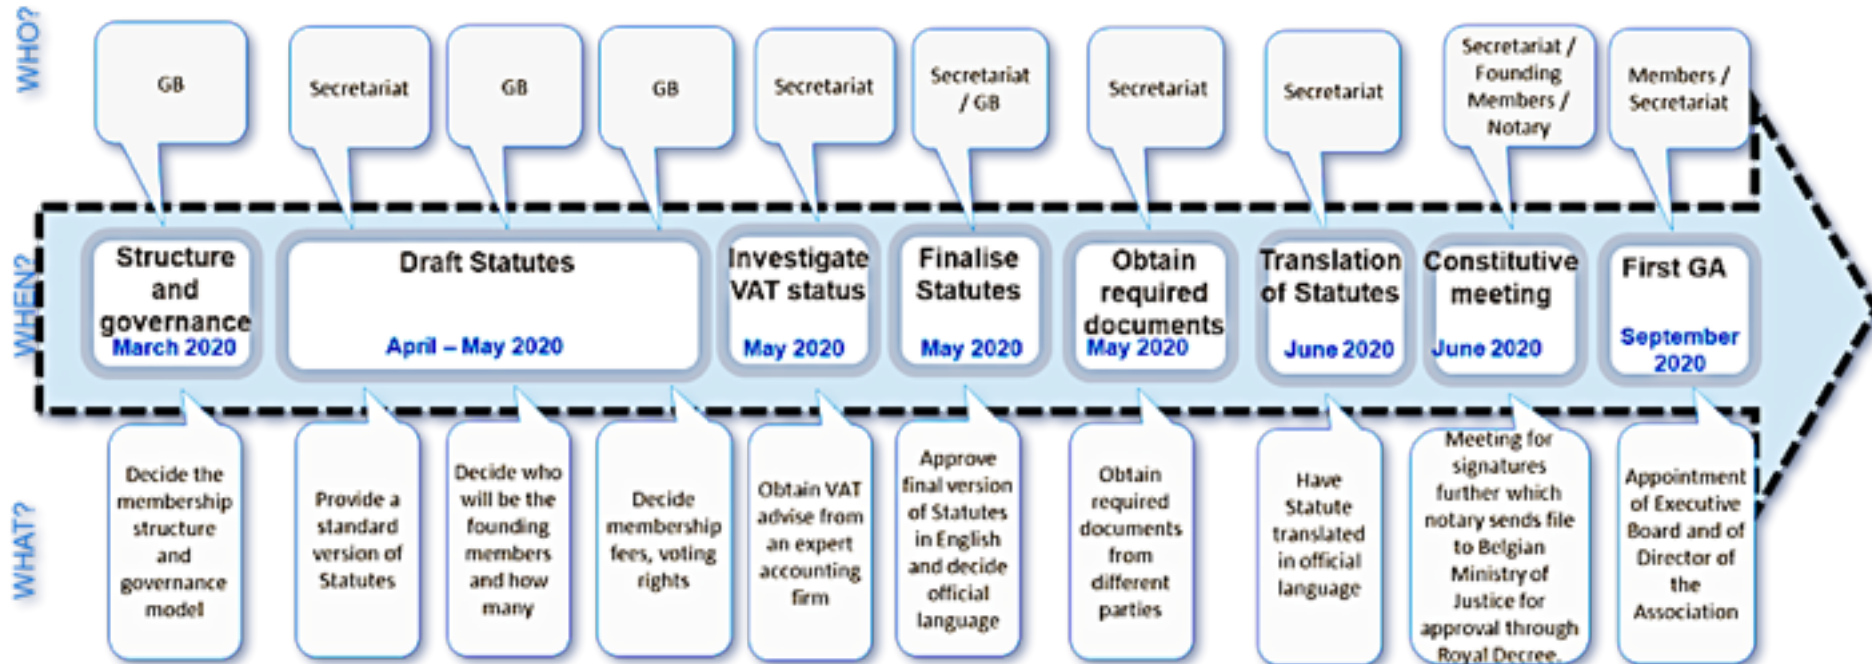 WHO?
GB
Secretariat
GB
GB
Secretariat
Secretariat
/ GB
Secretariat
Secretariat
Secretariat /
Founding
Members /
Notary
Members /
Secretariat
WHEN?
Structure
and
governance
March 2020
Draft Statutes
April – May 2020
Investigate
VAT status
May 2020
Finalise
Statutes
May 2020
Obtain
required
documents
May 2020
Translation
of Statutes
June 2020
Constitutive
meeting
June 2020
First GA
September
2020
WHAT?
Decide the
membership
structure
and
governance
model
Provide a
standard
version of
Statutes
Decide who
will be the
founding
members
and how
many
Decide
membership
fees, voting
rights
Obtain VAT
advise from
an expert
accounting
firm
Approve
final version
of Statutes
in English
and decide
official
language
Obtain
required
documents
from
different
parties
Have
Statute
translated
in official
language
Meeting for
signatures
further which
notary sends file
to Belgian
Ministry of
Justice for
approval through
Royal Decree.
Appointment
of Executive
Board and of
Director of
the
Association